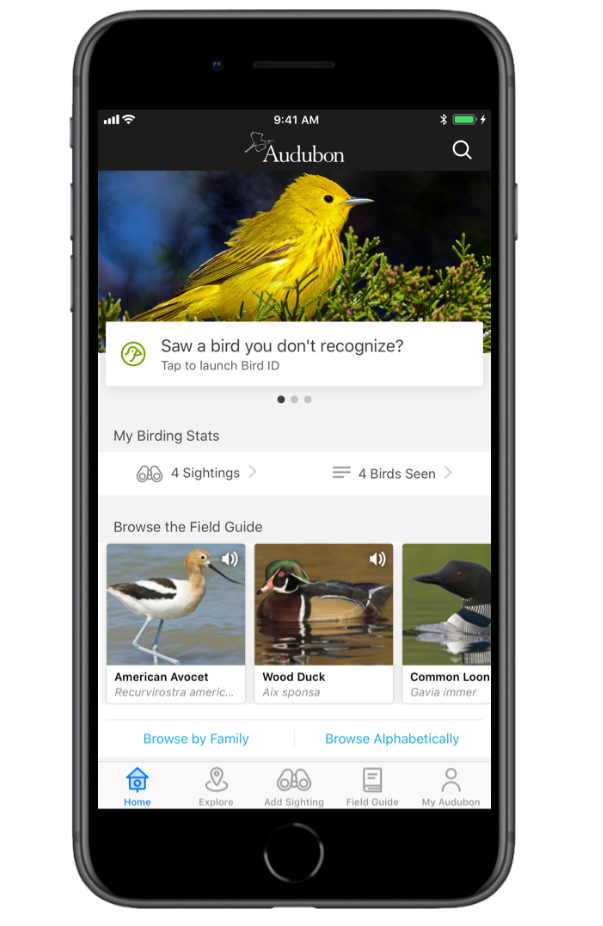 9:41 AM
Audubon
Saw a bird you don't recognize?
Tap to launch Bird ID
My Birding Stats
4 Sightings
4 Birds Seen
Browse the Field Guide
American Avocet
Recurvirostra americ...
Wood Duck
Aix sponsa
Common Loon
Gavia immer
Browse by Family
Browse Alphabetically
Home
Explore
Add Sighting
Field Guide
My Audubon